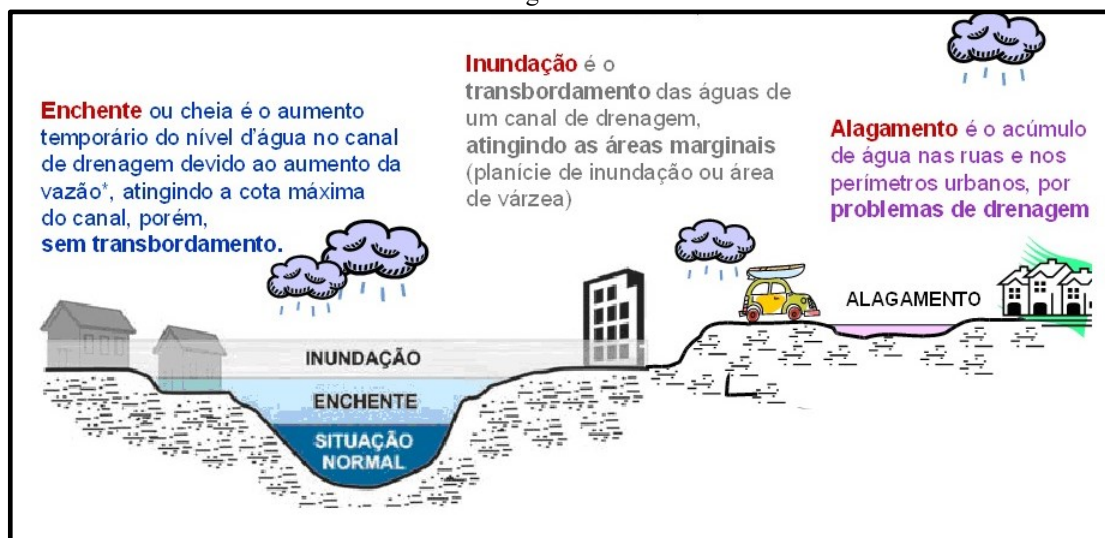 Enchente ou cheia é o aumento
temporário do nível d'água no canal
de drenagem devido ao aumento da
vazão*, atingindo a cota máxima
do canal, porém,
sem transbordamento.
Inundação é o
transbordamento das águas de
um canal de drenagem,
atingindo as áreas marginais
(planície de inundação ou área
de várzea)
Alagamento é o acúmulo
de água nas ruas e nos
perímetros urbanos, por
problemas de drenagem
ALAGAMENTO
INUNDAÇÃO
ENCHENTE
SITUAÇÃO
NORMAL